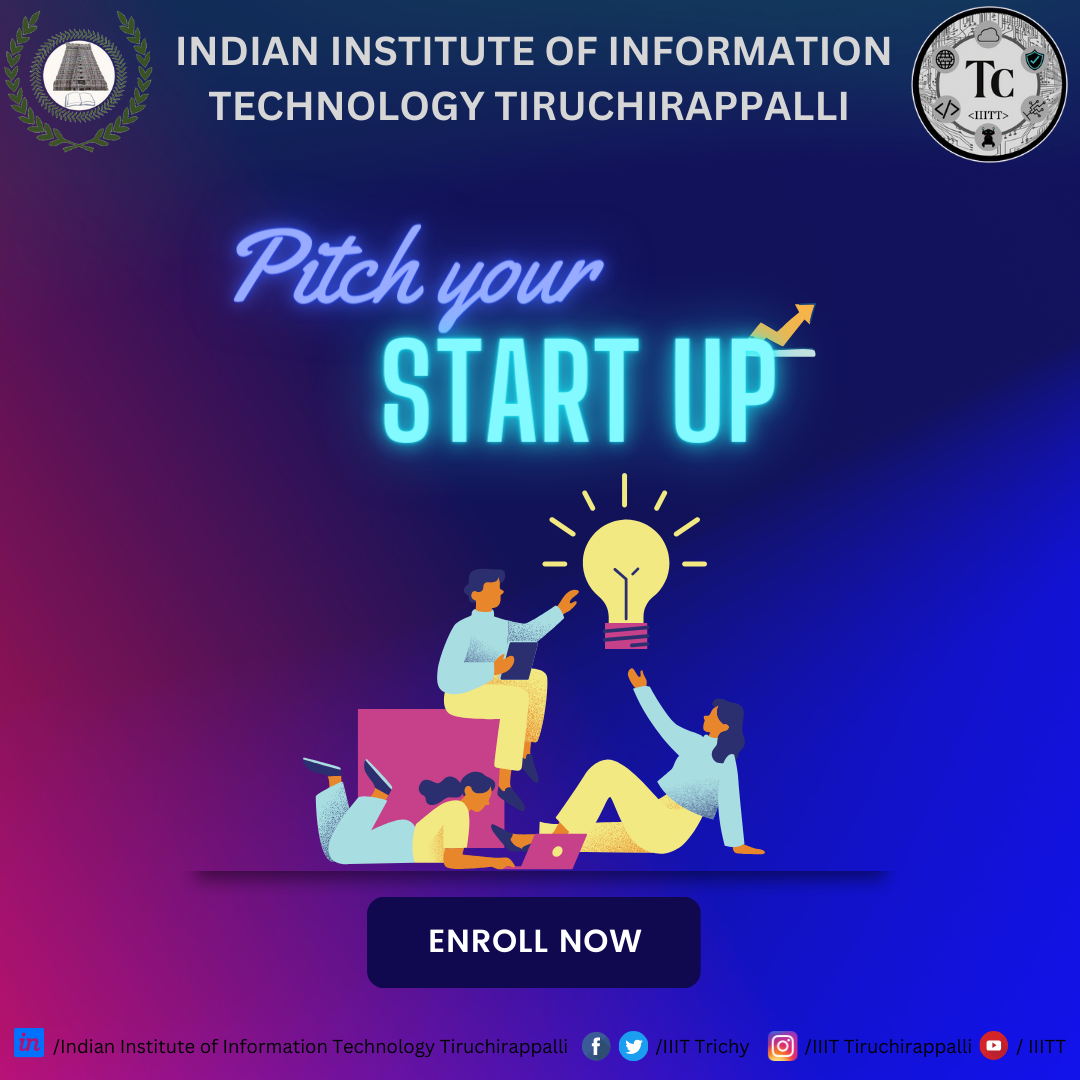 INDIAN INSTITUTE OF INFORMATION
TECHNOLOGY TIRUCHIRAPPALLI
Tc
</>
<IIITT>
Pitch your
START UP
ENROLL NOW
in /Indian Institute of Information Technology Tiruchirappalli f /IIIT Trichy /IIIT Tiruchirappalli / IIITT